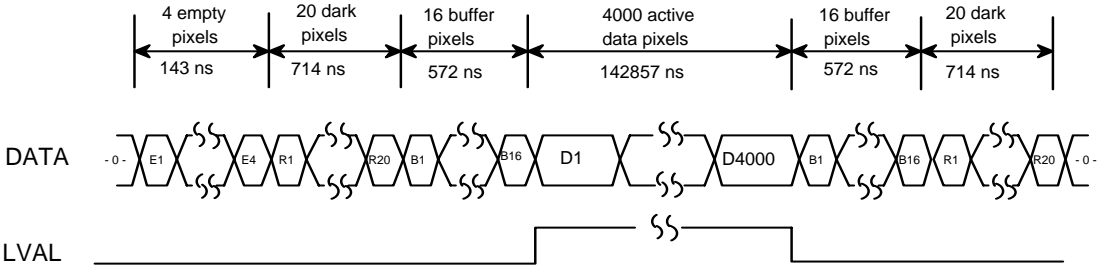 4 empty pixels
20 dark pixels
16 buffer pixels
4000 active data pixels
16 buffer pixels
20 dark pixels
143 ns
714 ns
572 ns
142857 ns
572 ns
714 ns
DATA
- 0 -
E1
E4
R1
R20
B1
B16
D1
D4000
B1
B16
R1
R20
- 0 -
LVAL